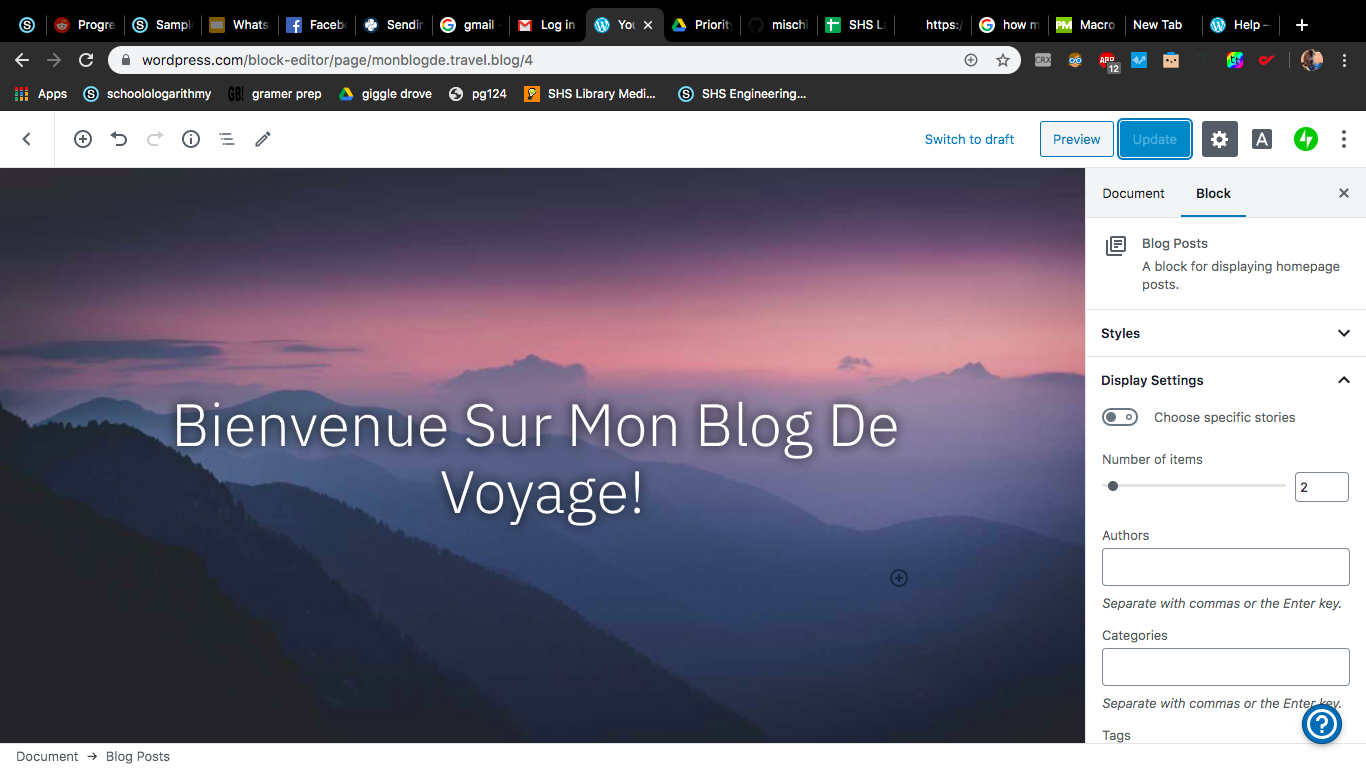 Progre
Sampl
Whats
Facebo
Sendin
gmail -
Log in
You
Priority
mischi
SHS La
https:/
how m
Macro
New Tab
Help –
wordpress.com/block-editor/page/monblogde.travel.blog/4
CRX
ABP
12
Apps
schoolologarithmy
GB!
gramer prep
giggle drove
pg124
SHS Library Medi...
SHS Engineering...
Switch to draft
Preview
Update
A
Document
Block
Blog Posts
A block for displaying homepage
posts.
Styles
Display Settings
Choose specific stories
Number of items
2
Authors
Separate with commas or the Enter key.
Categories
Separate with commas or the Enter key.
Tags
Bienvenue Sur Mon Blog De
Voyage!
Document → Blog Posts